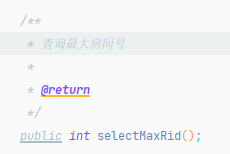 /**
* 查询最大房间号
*
* @return
*/
public int selectMaxRid();